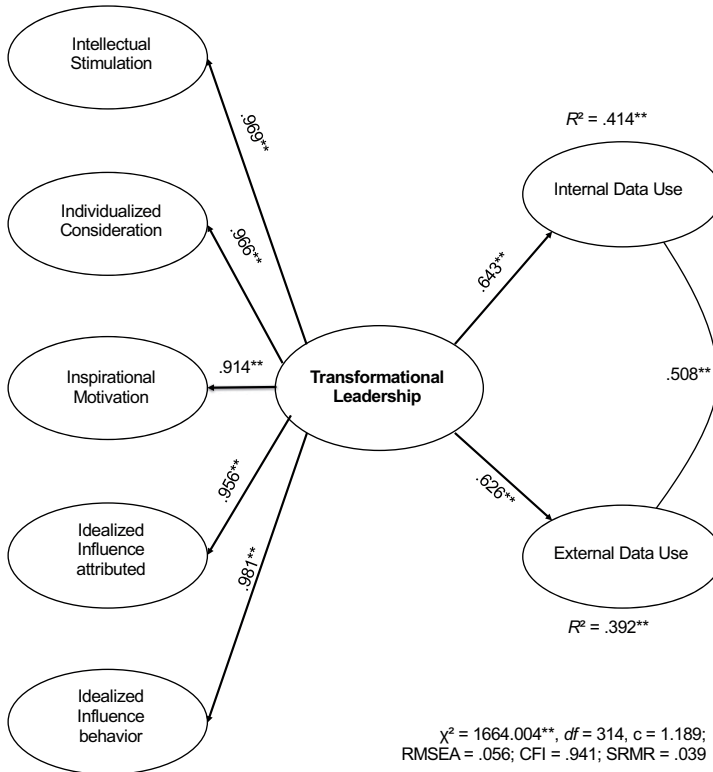 Intellectual
Stimulation
.969**
R² = .414**
Internal Data Use
Individualized
Consideration
.966**
.643**
Inspirational
Motivation
.914**
Transformational
Leadership
.508**
.956**
.626**
Idealized
Influence
attributed
External Data Use
.981**
R² = .392**
Idealized
Influence
behavior
χ² = 1664.004**, df = 314, c = 1.189;
RMSEA = .056; CFI = .941; SRMR = .039